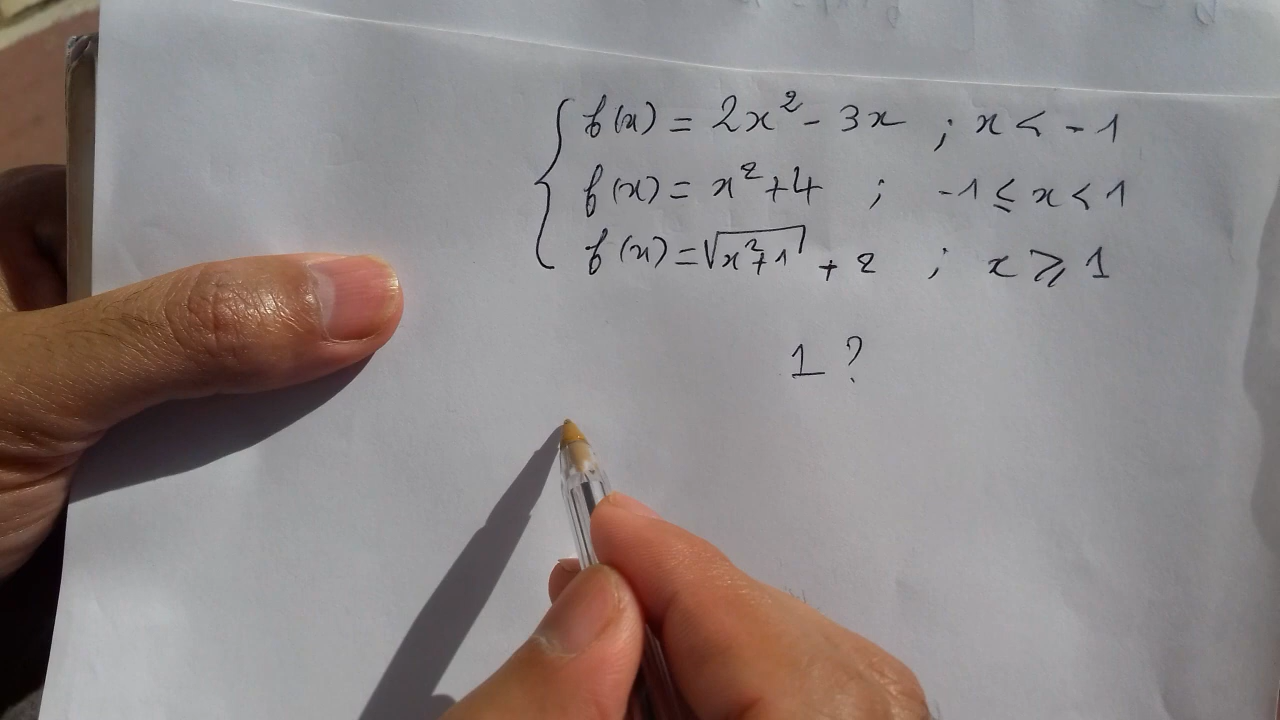 f(x) = 2x² - 3x ; x < -1
f(x) = x² + 4 ; -1 ≤ x < 1
f(x) = √(x²+1) + 2 ; x ⩾ 1
1 ?